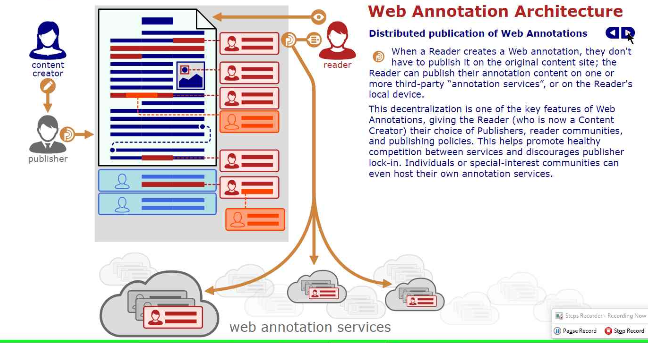 Web Annotation Architecture
Distributed publication of Web Annotations
When a Reader creates a Web annotation, they don't
have to publish it on the original content site; the
Reader can publish their annotation content on one or
more third-party “annotation services”, or on the Reader's
local device.
This decentralization is one of the key features of Web
Annotations, giving the Reader (who is now a Content
Creator) their choice of Publishers, reader communities,
and publishing policies. This helps promote healthy
competition between services and discourages publisher
lock-in. Individuals or special-interest communities can
even host their own annotation services.
content
creator
reader
publisher
web annotation services
Steps Recorder - Recording Now
Pause Record
Stop Record